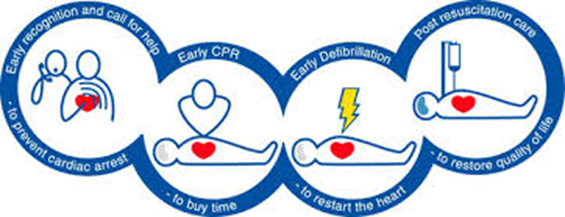 Early recognition and call for help
- to prevent cardiac arrest
Early CPR
- to buy time
Early Defibrillation
- to restart the heart
Post resuscitation care
- to restore quality of life